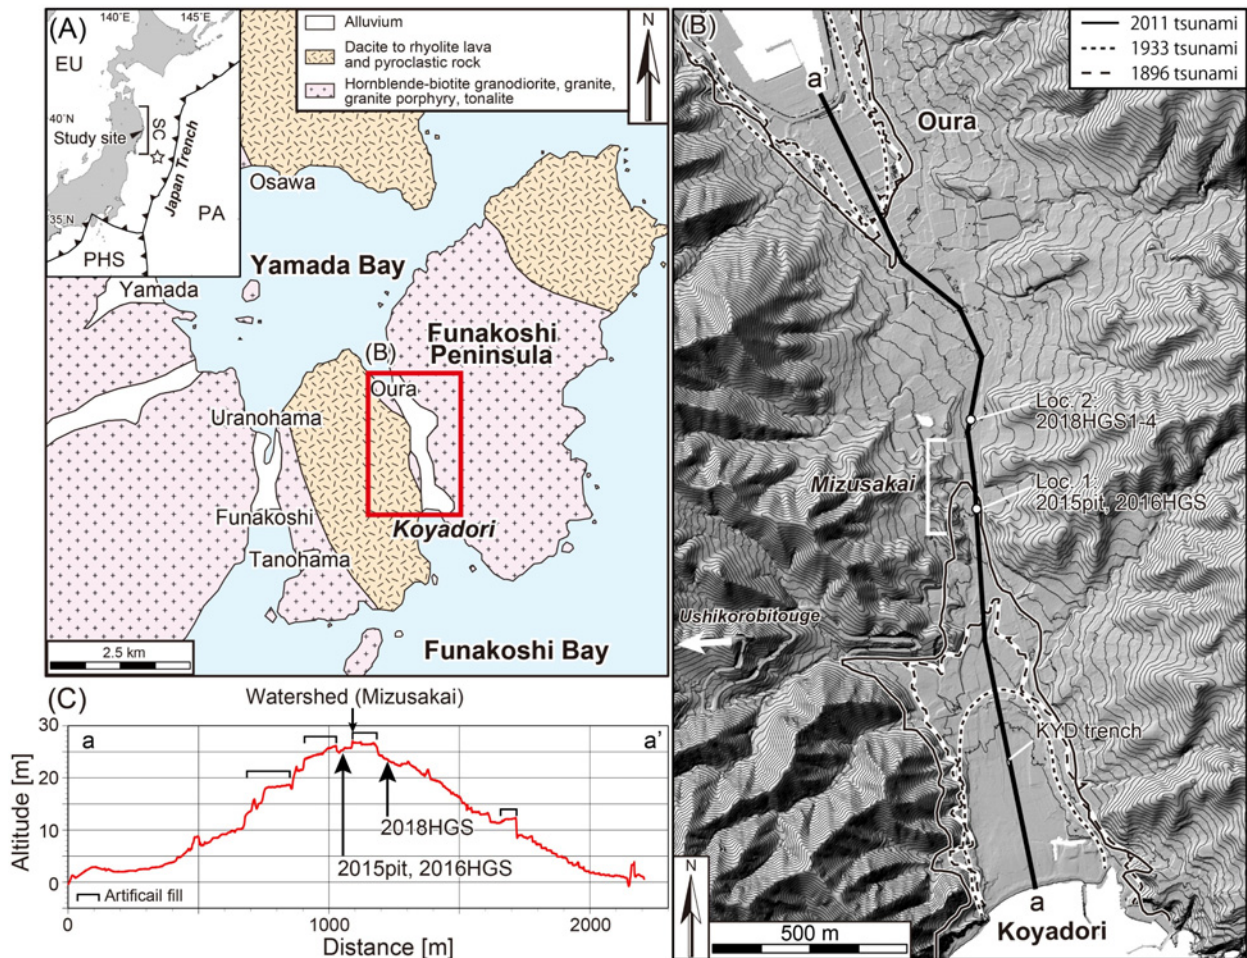 (A)
140°E
145°E
EU
40°N
Study site
SC
Japan Trench
35°N
PA
PHS
Alluvium
Dacite to rhyolite lava
and pyroclastic rock
Hornblende-biotite granodiorite, granite,
granite porphyry, tonalite
N
Osawa
Yamada Bay
Yamada
Funakoshi
Peninsula
(B)
Oura
Uranohama
Funakoshi
Koyadori
Tanohama
2.5 km
Funakoshi Bay
(B)
2011 tsunami
1933 tsunami
1896 tsunami
a'
Oura
Loc. 2:
2018HGS1-4
Mizusakai
Loc. 1:
2015pit, 2016HGS
Ushikorobitouge
KYD trench
N
a
500 m
Koyadori
(C)
Watershed (Mizusakai)
30
a
a'
20
10
0
Altitude [m]
2018HGS
2015pit, 2016HGS
Artificail fill
0
1000
2000
Distance [m]